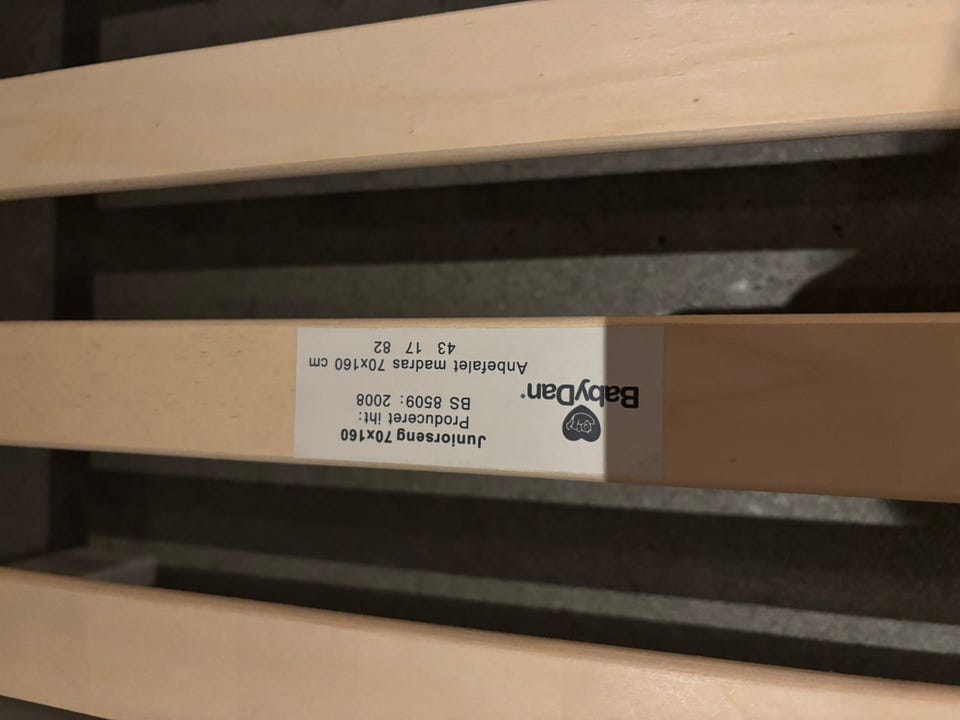 BabyDan
Juniorseng 70x160
Produceret iht:
BS 8509: 2008
Anbefalet madras 70x160 cm
43 17 82